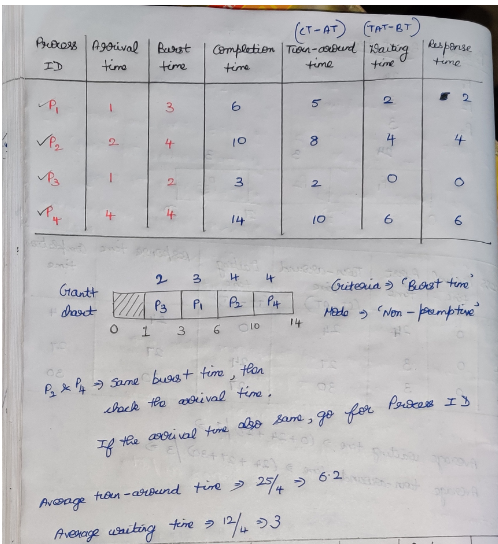 (CT-AT) (TAT-BT)
Process ID Arrival time Burst time Completion time Turn-around time Waiting time Response time
P1 1 3 6 5 2 2
P2 2 4 10 8 4 4
P3 1 2 3 2 0 0
P4 4 4 14 10 6 6
2 3 4 4
Gantt chart P3 P1 P2 P4
0 1 3 6 10 14
Criteria → 'Burst time'
Mode → 'Non-preemptive'
P2 & P4 → same burst time, then
check the arrival time.
If the arrival time also same, go for Process ID
Average turn-around time ⇒ 25/4 ⇒ 6.2
Average waiting time ⇒ 12/4 ⇒ 3